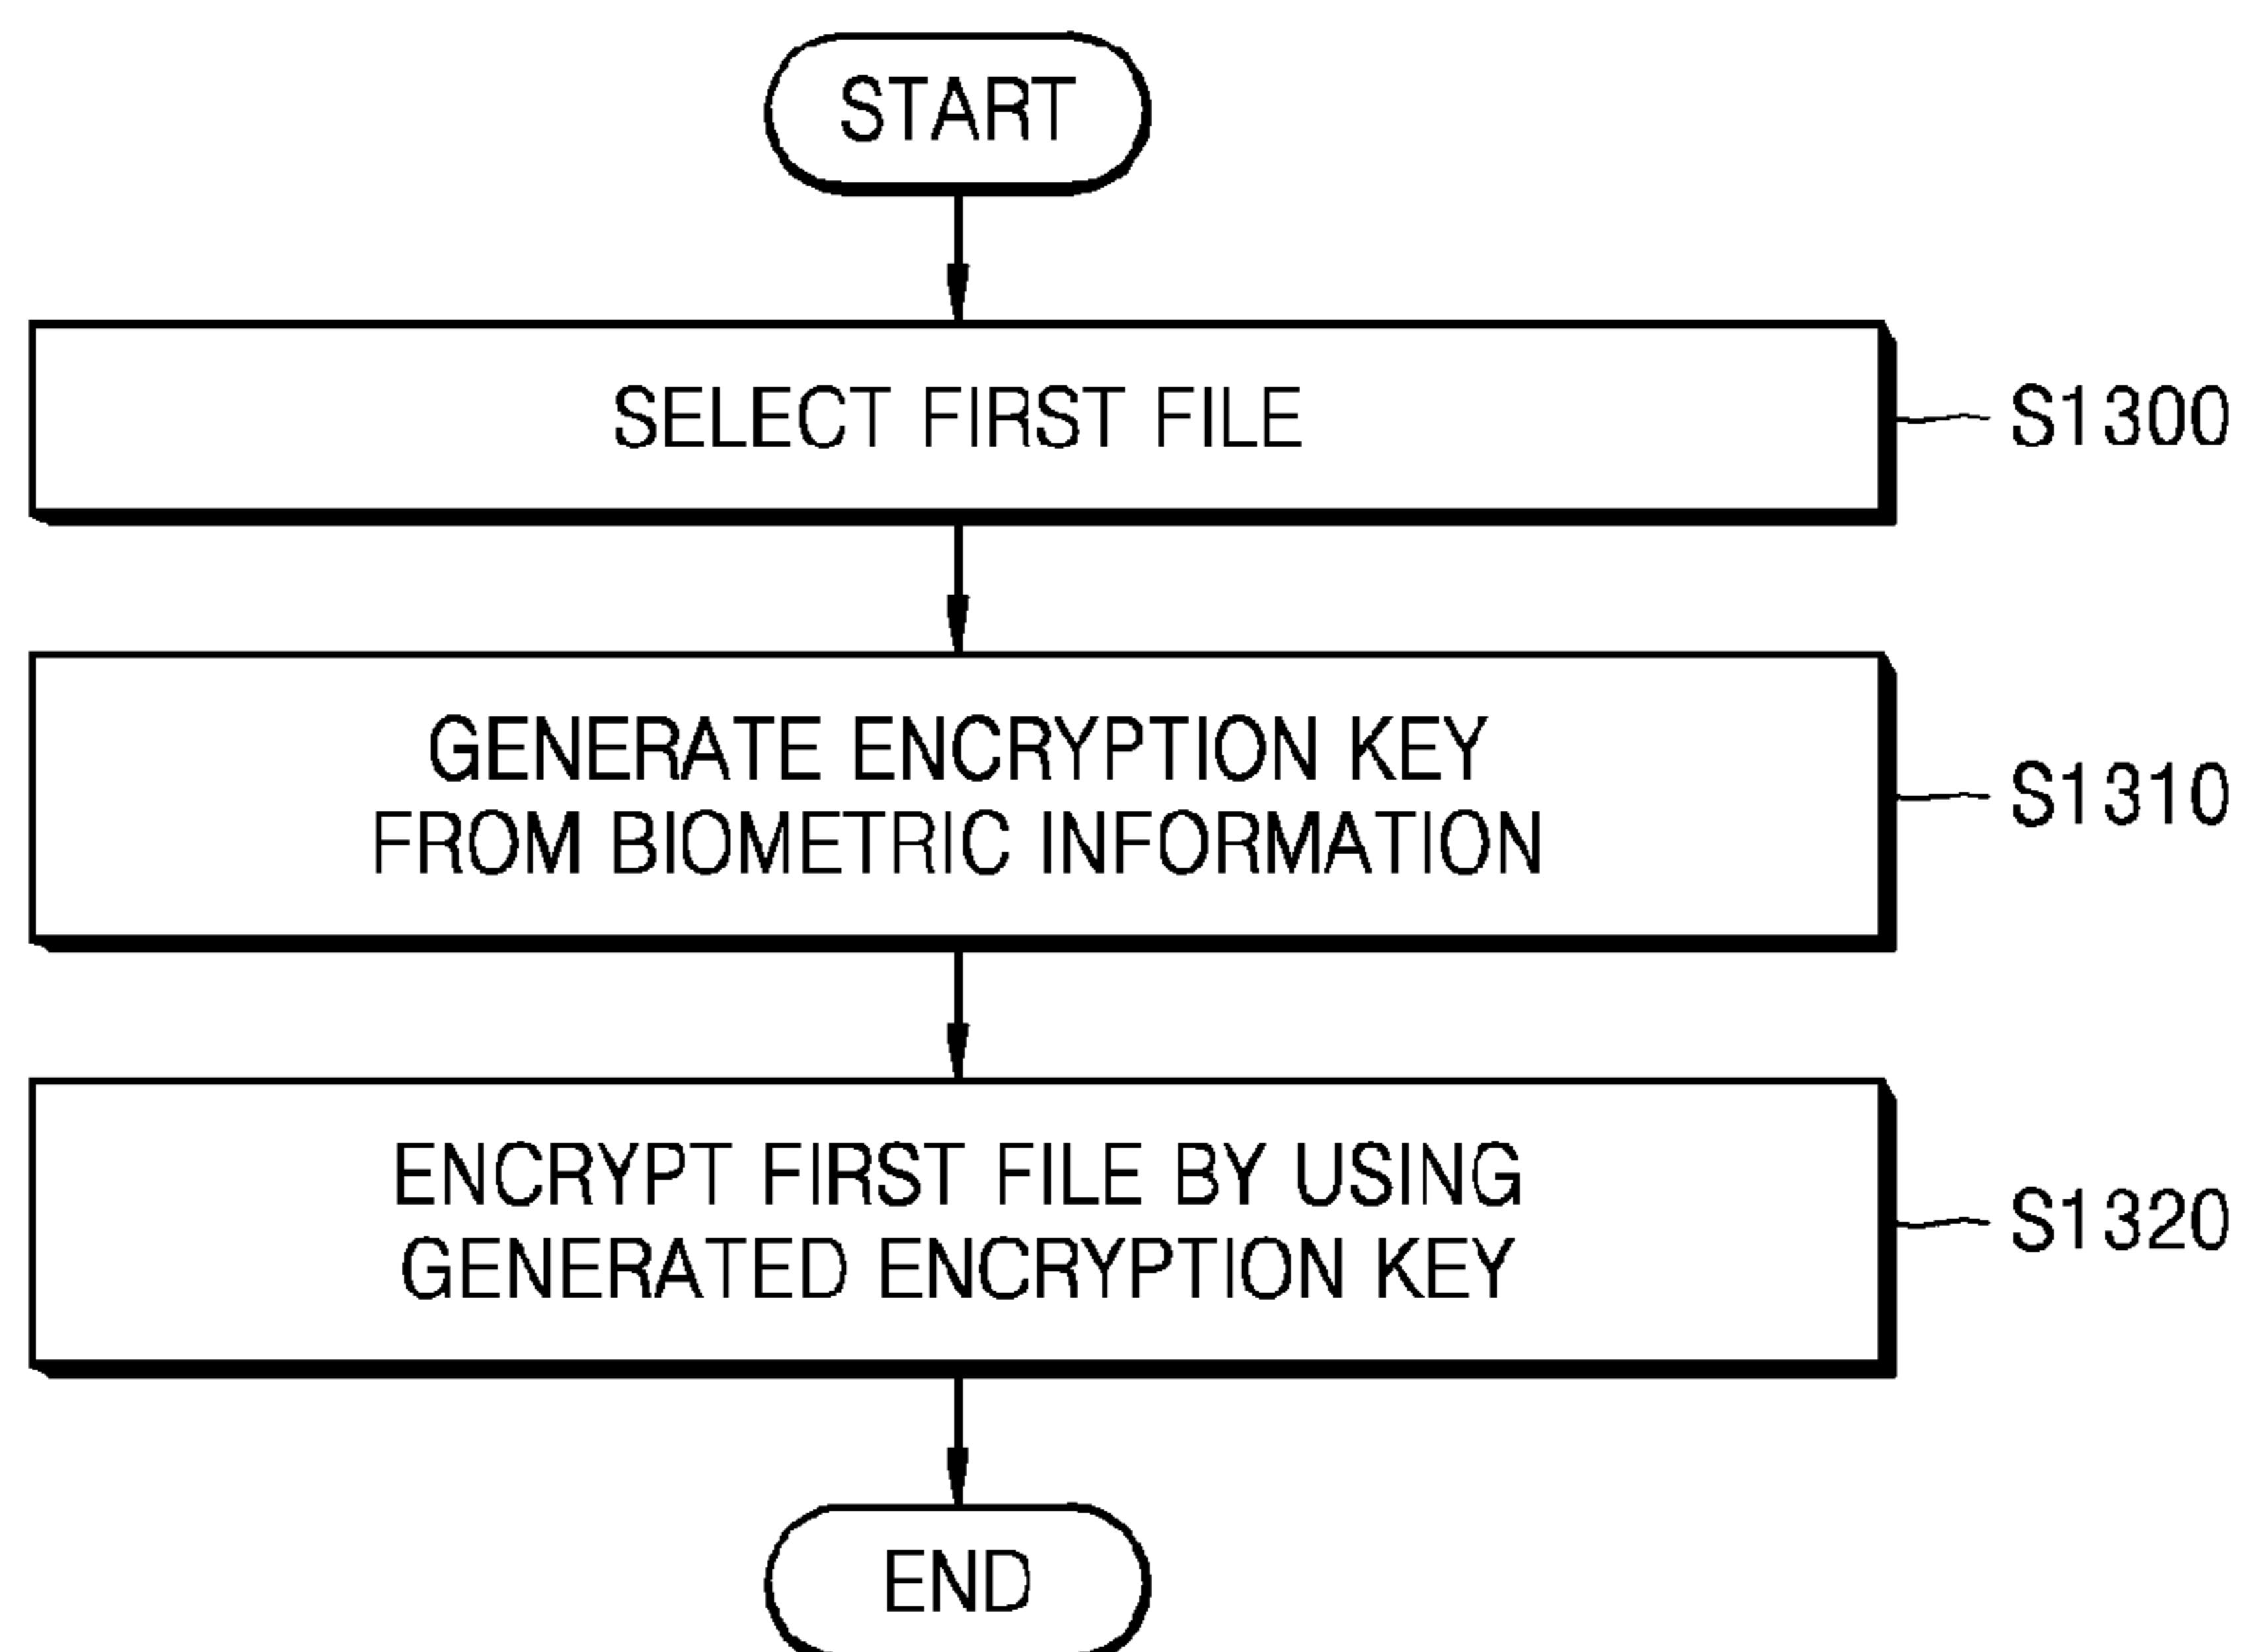 START
SELECT FIRST FILE
S1300
GENERATE ENCRYPTION KEY
FROM BIOMETRIC INFORMATION
S1310
ENCRYPT FIRST FILE BY USING
GENERATED ENCRYPTION KEY
S1320
END